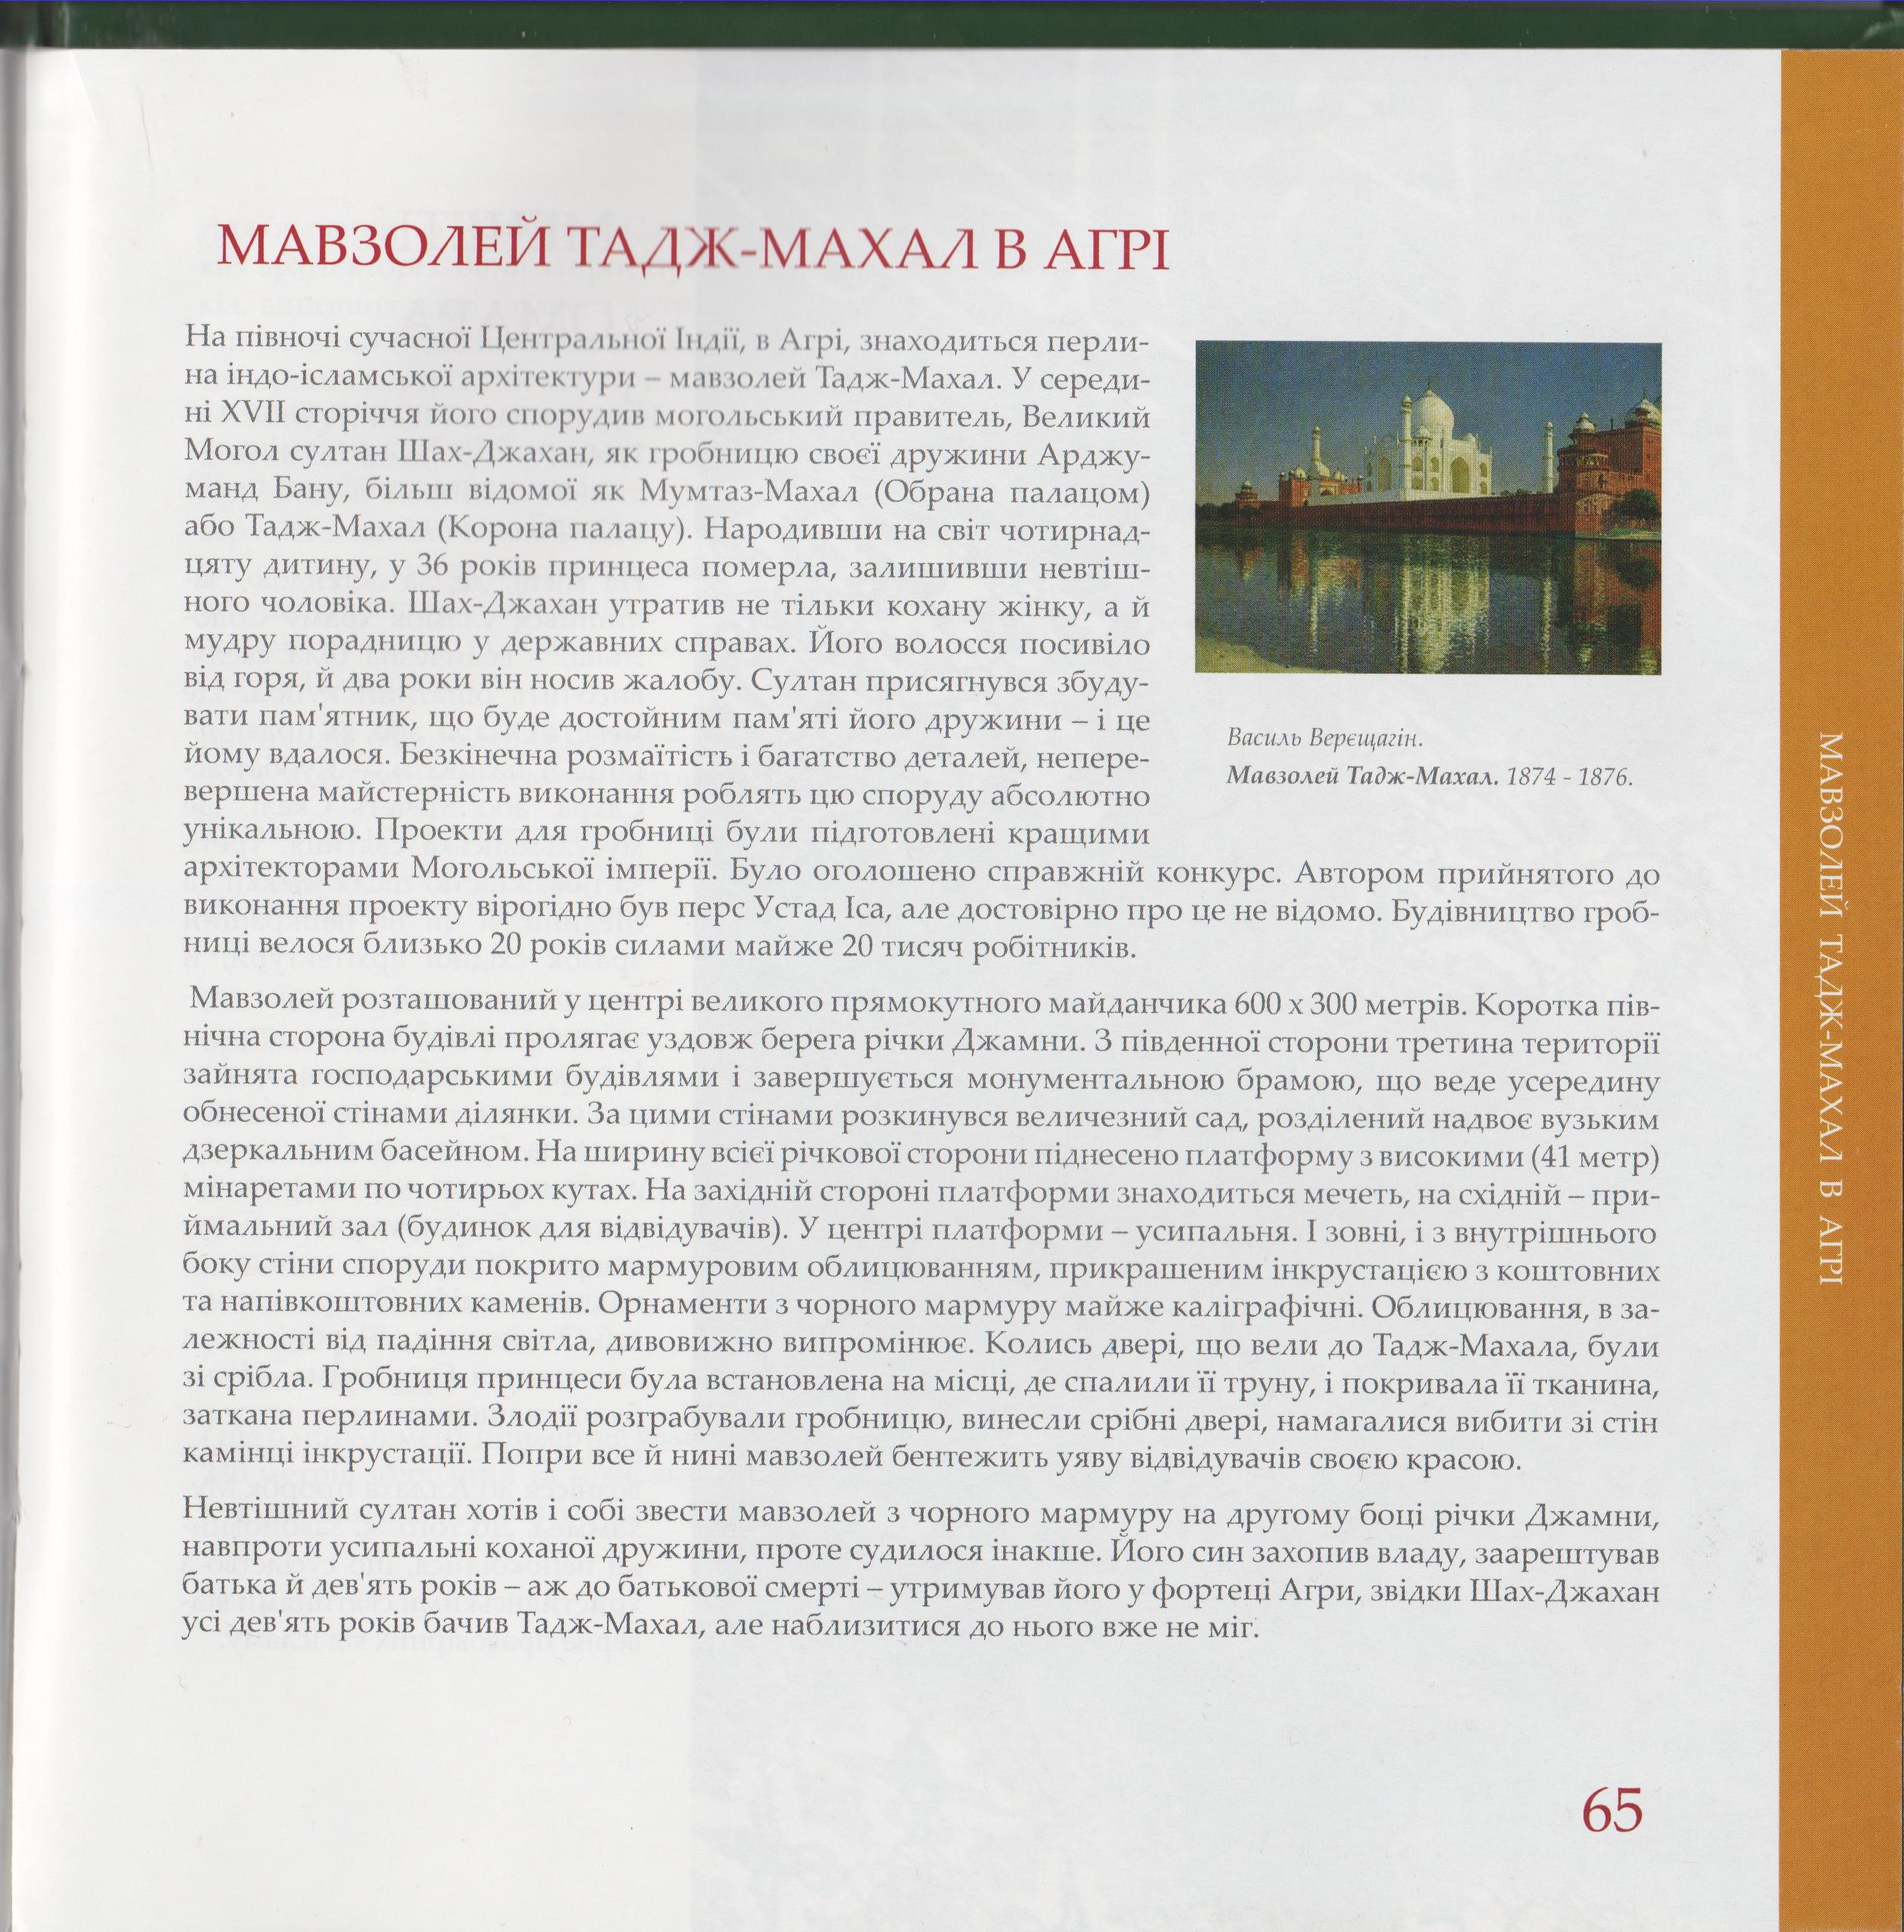 МАВЗОЛЕЙ ТАДЖ-МАХАЛ В АГРІ
На півночі сучасної Центральної Індії, в Агрі, знаходиться перли-
на індо-ісламської архітектури – мавзолей Тадж-Махал. У середи-
ні XVII сторіччя його спорудив могольський правитель, Великий
Могол султан Шах-Джахан, як гробницю своєї дружини Арджу-
манд Бану, більш відомої як Мумтаз-Махал (Обрана палацом)
або Тадж-Махал (Корона палацу). Народивши на світ чотирнад-
цяту дитину, у 36 років принцеса померла, залишивши невтіш-
ного чоловіка. Шах-Джахан утратив не тільки кохану жінку, а й
мудру порадницю у державних справах. Його волосся посивіло
від горя, й два роки він носив жалобу. Султан присягнувся збуду-
вати пам'ятник, що буде достойним пам'яті його дружини – і це
йому вдалося. Безкінечна розмаїтість і багатство деталей, непере-
вершена майстерність виконання роблять цю споруду абсолютно
унікальною. Проекти для гробниці були підготовлені кращими
архітекторами Могольської імперії. Було оголошено справжній конкурс. Автором прийнятого до
виконання проекту вірогідно був перс Устад Іса, але достовірно про це не відомо. Будівництво гроб-
ниці велося близько 20 років силами майже 20 тисяч робітників.
Василь Верещагін.
Мавзолей Тадж-Махал. 1874 - 1876.
Мавзолей розташований у центрі великого прямокутного майданчика 600 х 300 метрів. Коротка пів-
нічна сторона будівлі пролягає уздовж берега річки Джамни. З південної сторони третина території
зайнята господарськими будівлями і завершується монументальною брамою, що веде усередину
обнесеної стінами ділянки. За цими стінами розкинувся величезний сад, розділений надвоє вузьким
дзеркальним басейном. На ширину всієї річкової сторони піднесено платформу з високими (41 метр)
мінаретами по чотирьох кутах. На західній стороні платформи знаходиться мечеть, на східній – при-
ймальний зал (будинок для відвідувачів). У центрі платформи – усипальня. І зовні, і з внутрішнього
боку стіни споруди покрито мармуровим облицюванням, прикрашеним інкрустацією з коштовних
та напівкоштовних каменів. Орнаменти з чорного мармуру майже каліграфічні. Облицювання, в за-
лежності від падіння світла, дивовижно випромінює. Колись двері, що вели до Тадж-Махала, були
зі срібла. Гробниця принцеси була встановлена на місці, де спалили її труну, і покривала її тканина,
заткана перлинами. Злодії розграбували гробницю, винесли срібні двері, намагалися вибити зі стін
камінці інкрустації. Попри все й нині мавзолей бентежить уяву відвідувачів своєю красою.
Невтішний султан хотів і собі звести мавзолей з чорного мармуру на другому боці річки Джамни,
навпроти усипальні коханої дружини, проте судилося інакше. Його син захопив владу, заарештував
батька й дев'ять років – аж до батькової смерті – утримував його у фортеці Агри, звідки Шах-Джахан
усі дев'ять років бачив Тадж-Махал, але наблизитися до нього вже не міг.
МАВЗОЛЕЙ ТАДЖ-МАХАЛ В АГРІ
65